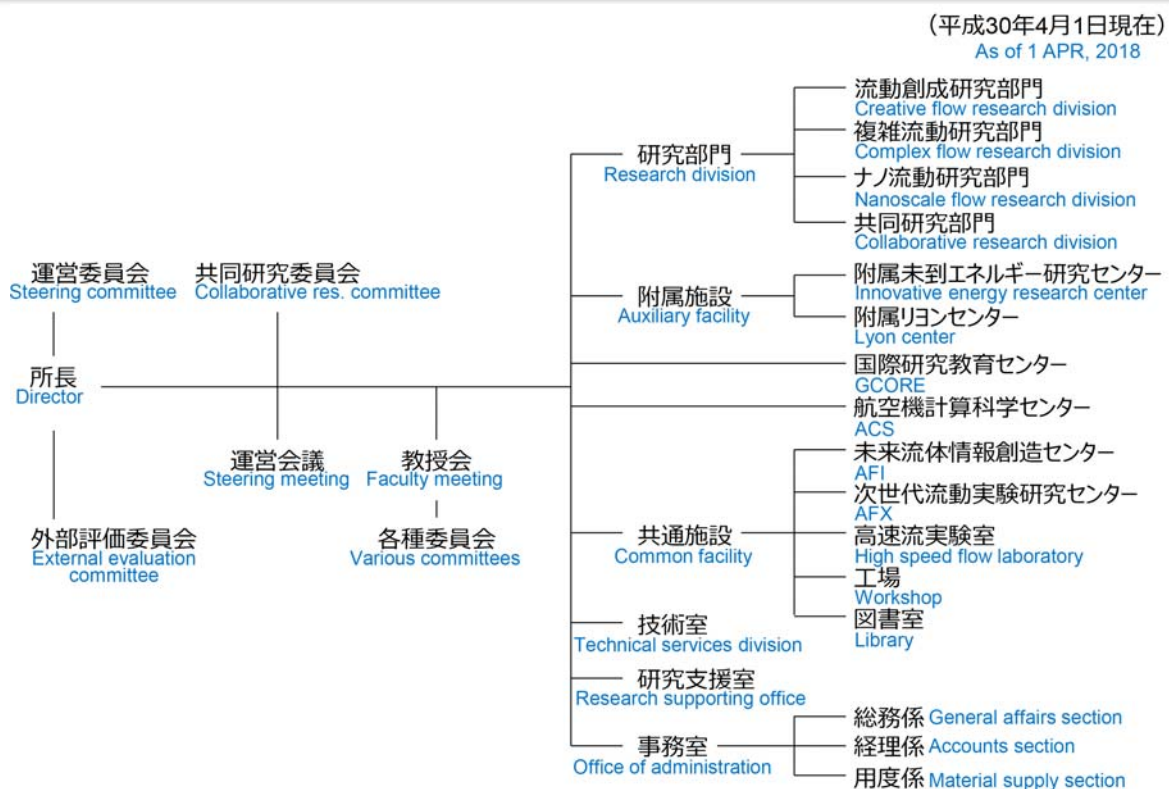 (平成30年4月1日現在)
As of 1 APR, 2018
運営委員会
Steering committee
共同研究委員会
Collaborative res. committee
所長
Director
運営会議
Steering meeting
教授会
Faculty meeting
外部評価委員会
External evaluation
committee
各種委員会
Various committees
研究部門
Research division
流動創成研究部門
Creative flow research division
複雑流動研究部門
Complex flow research division
ナノ流動研究部門
Nanoscale flow research division
共同研究部門
Collaborative research division
附属施設
Auxiliary facility
附属未到エネルギー研究センター
Innovative energy research center
附属リヨンセンター
Lyon center
国際研究教育センター
GCORE
航空機計算科学センター
ACS
共通施設
Common facility
未来流体情報創造センター
AFI
次世代流動実験研究センター
AFX
高速流実験室
High speed flow laboratory
工場
Workshop
図書室
Library
技術室
Technical services division
研究支援室
Research supporting office
事務室
Office of administration
総務係 General affairs section
経理係 Accounts section
用度係 Material supply section